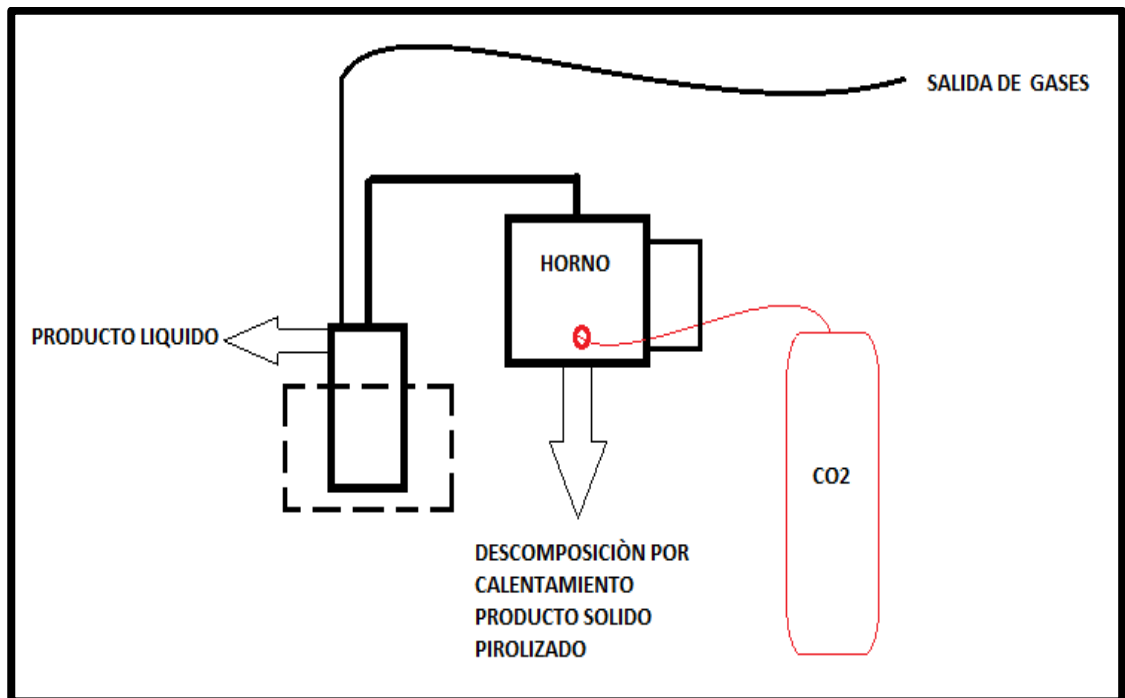 SALIDA DE GASES
HORNO
PRODUCTO LIQUIDO
CO2
DESCOMPOSICIÒN POR
CALENTAMIENTO
PRODUCTO SOLIDO
PIROLIZADO